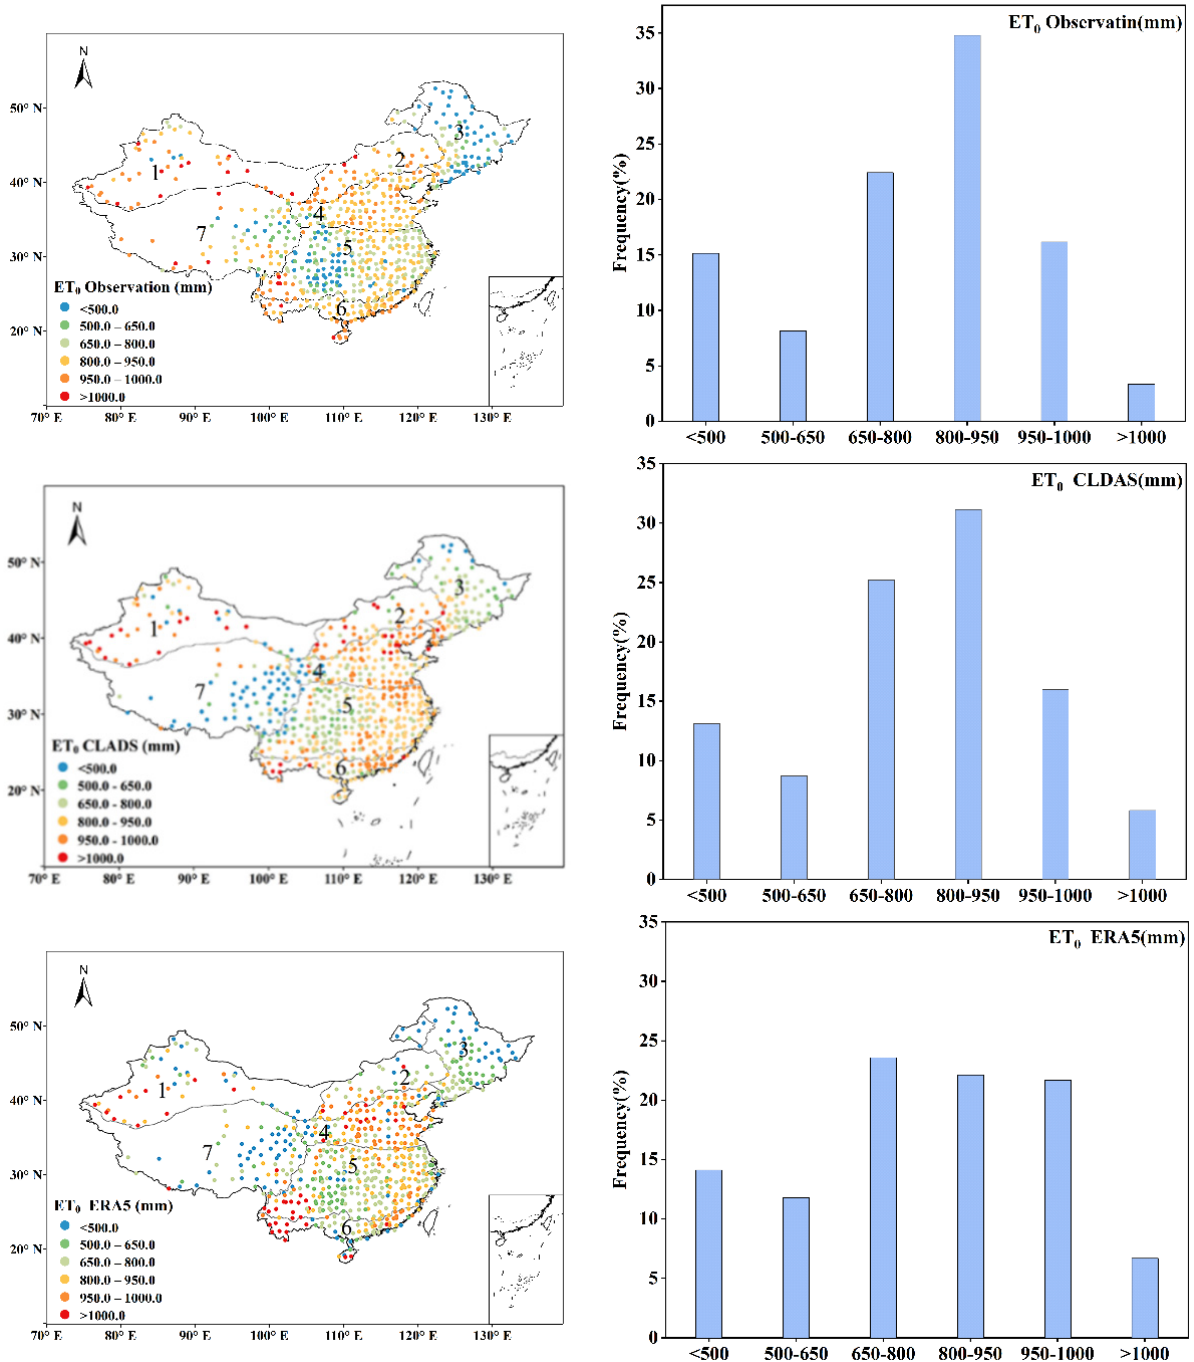 N
50° N
40° N
30° N
20° N
1
2
3
4
5
6
7
ET₀ Observation (mm)
<500.0
500.0 – 650.0
650.0 – 800.0
800.0 – 950.0
950.0 – 1000.0
>1000.0
70° E 80° E 90° E 100° E 110° E 120° E 130° E
ET₀ Observatin(mm)
Frequency(%)
35
30
25
20
15
10
5
0
<500 500-650 650-800 800-950 950-1000 >1000
N
50° N
40° N
30° N
20° N
1
2
3
4
5
6
7
ET₀ CLADS (mm)
<500.0
500.0 - 650.0
650.0 - 800.0
800.0 - 950.0
950.0 - 1000.0
>1000.0
70° E 80° E 90° E 100° E 110° E 120° E 130° E
ET₀ CLDAS(mm)
Frequency(%)
35
30
25
20
15
10
5
0
<500 500-650 650-800 800-950 950-1000 >1000
N
50° N
40° N
30° N
20° N
1
2
3
4
5
6
7
ET₀ ERA5 (mm)
<500.0
500.0 – 650.0
650.0 – 800.0
800.0 – 950.0
950.0 – 1000.0
>1000.0
70° E 80° E 90° E 100° E 110° E 120° E 130° E
ET₀ ERA5(mm)
Frequency(%)
35
30
25
20
15
10
5
0
<500 500-650 650-800 800-950 950-1000 >1000